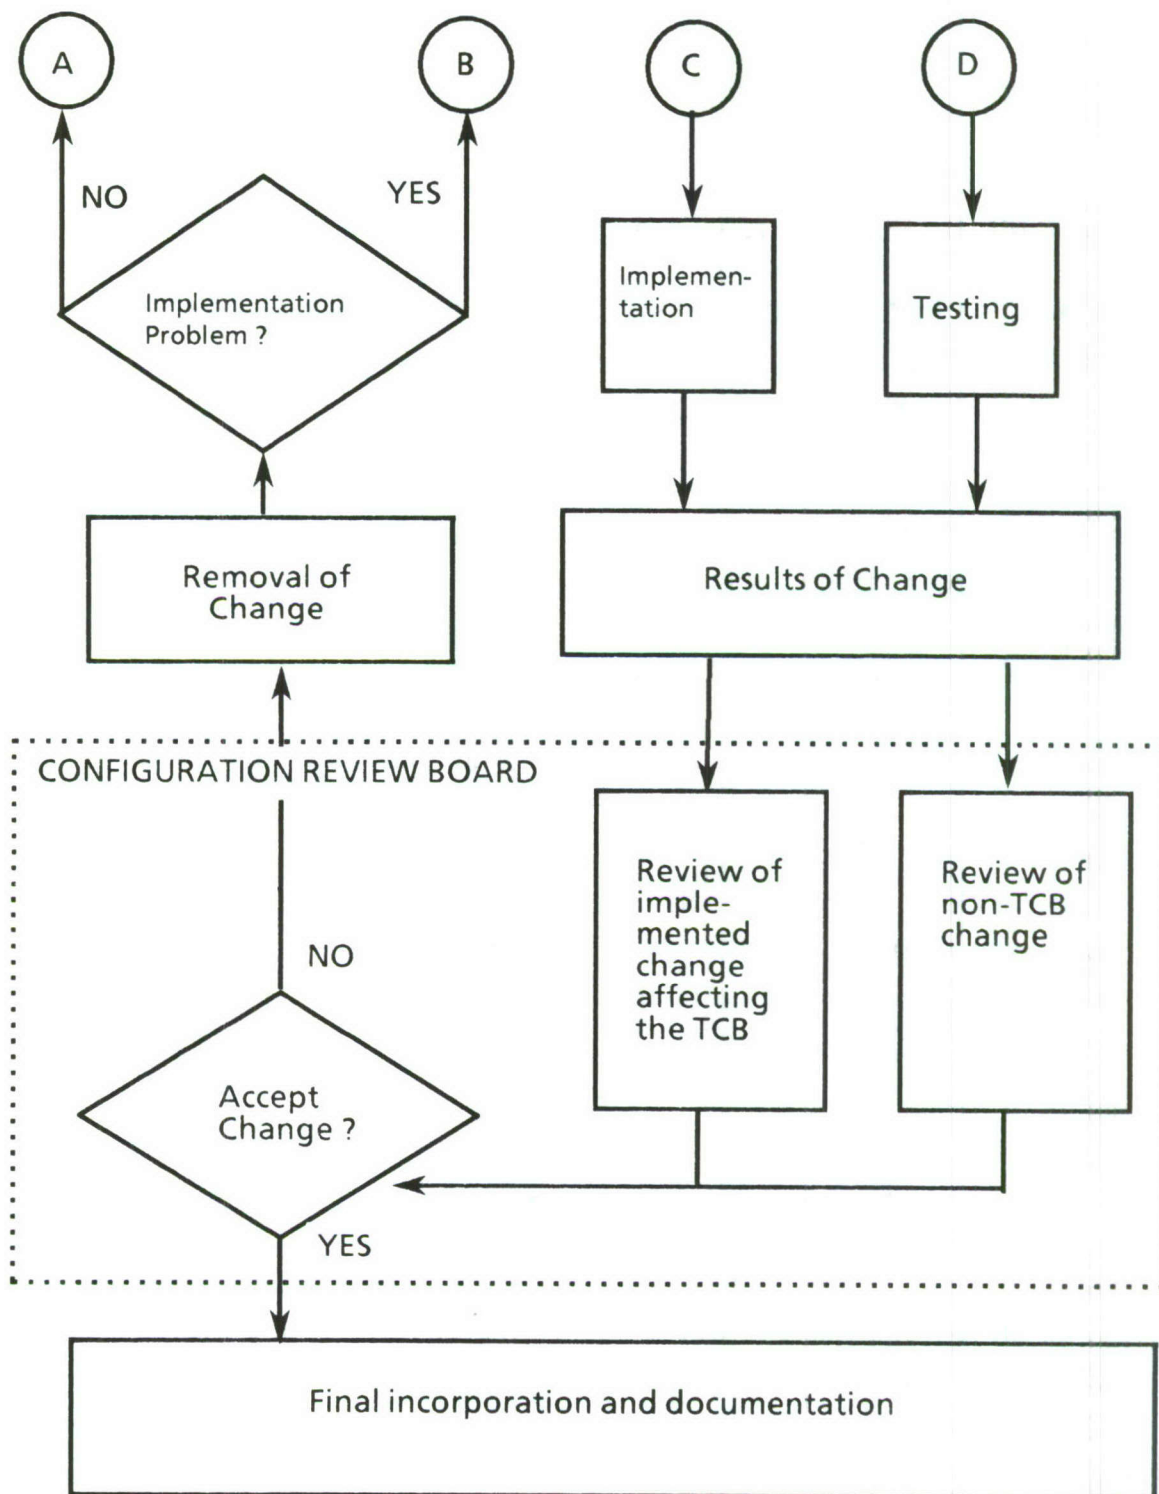 A
B
C
D
NO
YES
Implementation
Problem ?
Implemen-
tation
Testing
Removal of
Change
Results of Change
CONFIGURATION REVIEW BOARD
Review of
imple-
mented
change
affecting
the TCB
Review of
non-TCB
change
NO
Accept
Change ?
YES
Final incorporation and documentation